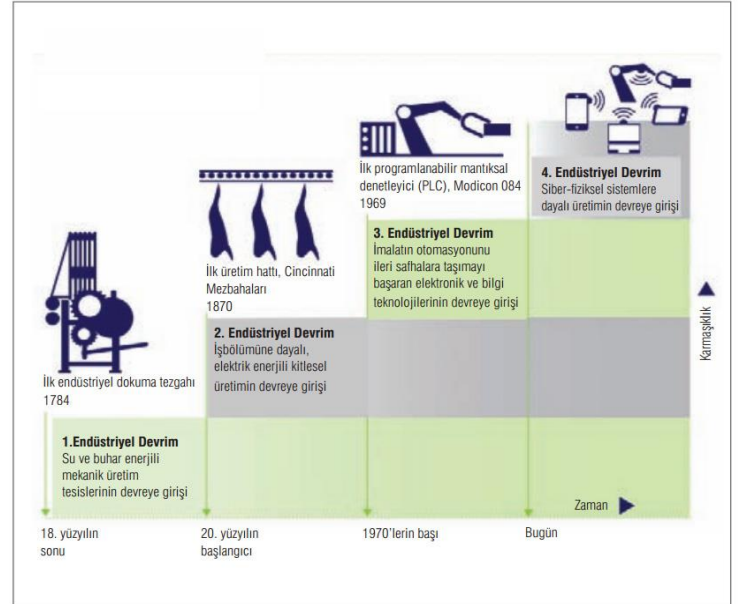 İlk endüstriyel dokuma tezgahı
1784
1.Endüstriyel Devrim
Su ve buhar enerjili
mekanik üretim
tesislerinin devreye girişi
18. yüzyılın
sonu
İlk üretim hattı, Cincinnati
Mezbahaları
1870
2. Endüstriyel Devrim
İşbölümüne dayalı,
elektrik enerjili kitlesel
üretimin devreye girişi
20. yüzyılın
başlangıcı
İlk programlanabilir mantıksal
denetleyici (PLC), Modicon 084
1969
3. Endüstriyel Devrim
İmalatın otomasyonunu
ileri safhalara taşımayı
başaran elektronik ve bilgi
teknolojilerinin devreye girişi
1970'lerin başı
4. Endüstriyel Devrim
Siber-fiziksel sistemlere
dayalı üretimin devreye girişi
Bugün
Zaman
Karmaşıklık